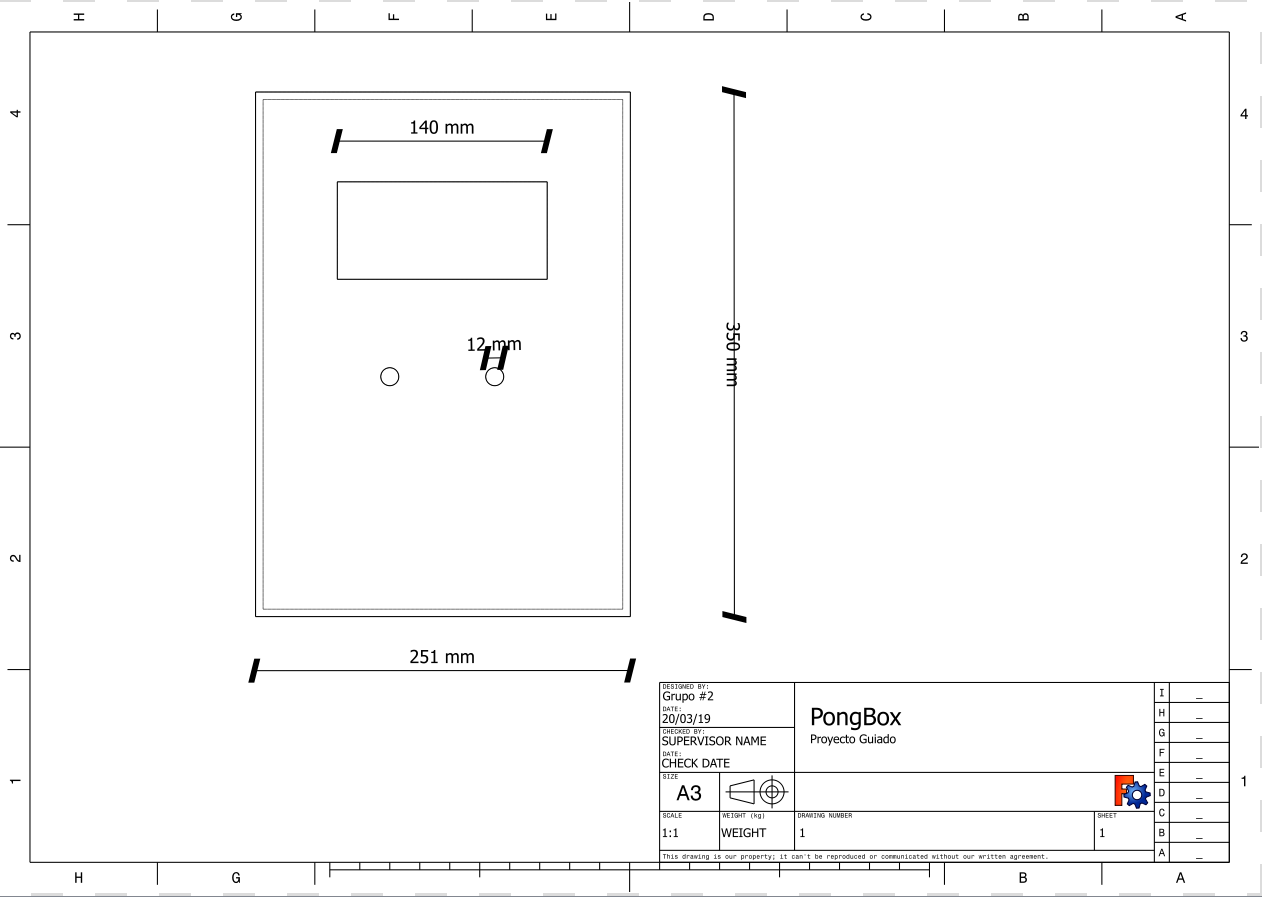 H G F E D C B A
4 4
140 mm
3 3
12 mm
350 mm
2 2
251 mm
DESIGNED BY:
Grupo #2
DATE:
20/03/19
CHECKED BY:
SUPERVISOR NAME
DATE:
CHECK DATE
PongBox
Proyecto Guiado
I _
H _
G _
F _
E _
D _
C _
B _
A _
1 1
SIZE
A3
SCALE
1:1
WEIGHT (kg)
WEIGHT
DRAWING NUMBER
1
SHEET
1
This drawing is our property; it can't be reproduced or communicated without our written agreement.
H G B A